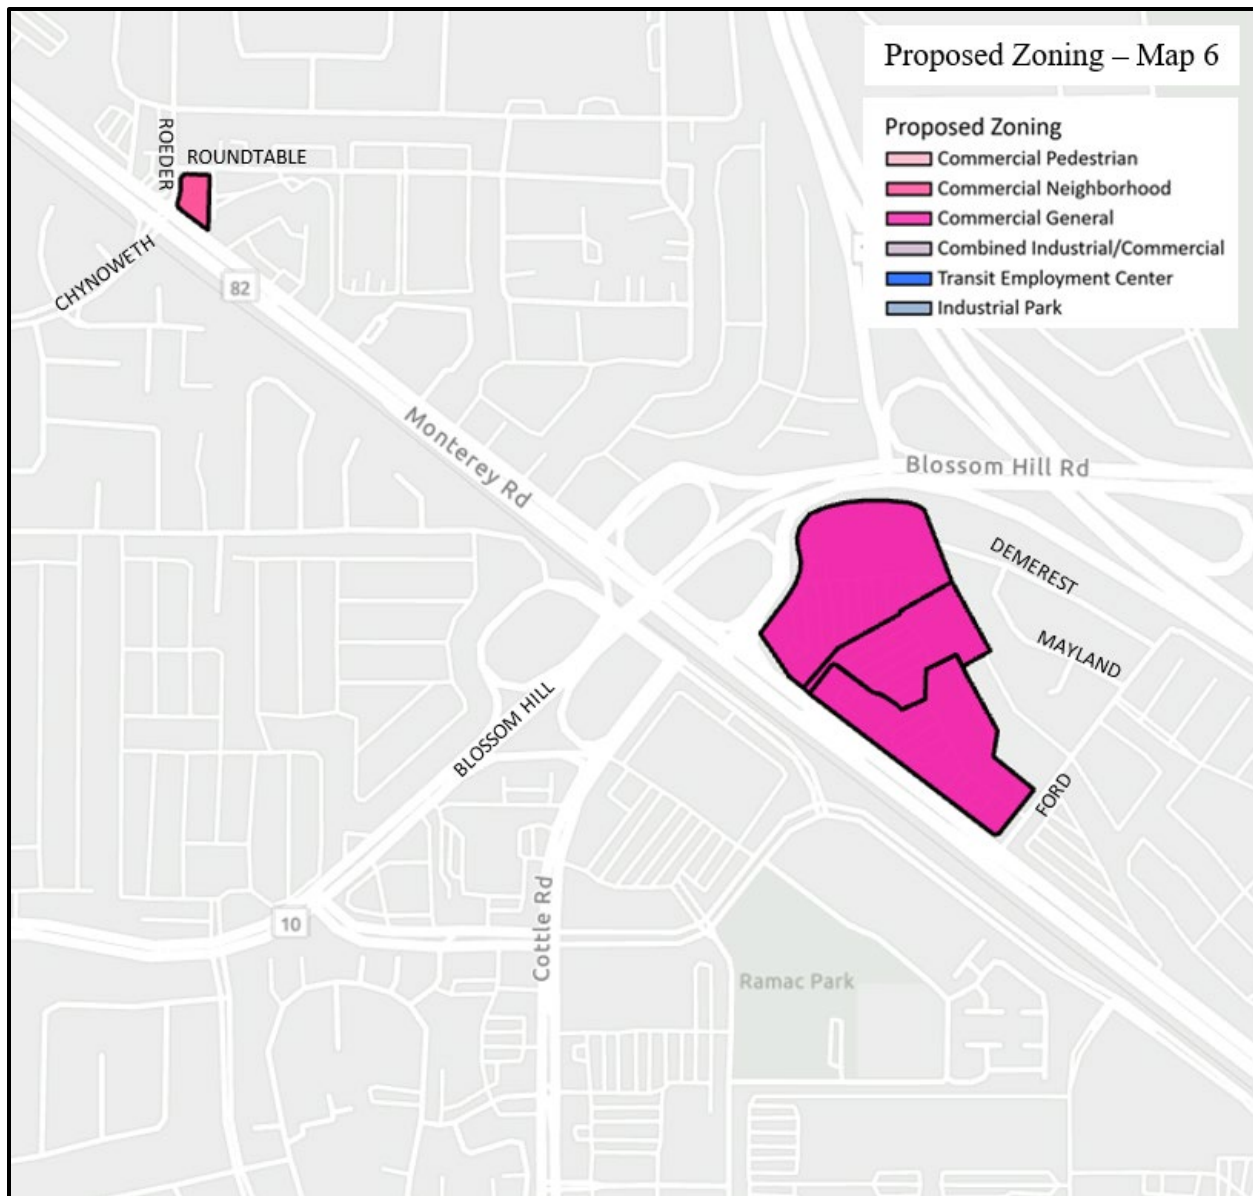 Proposed Zoning – Map 6
Proposed Zoning
Commercial Pedestrian
Commercial Neighborhood
Commercial General
Combined Industrial/Commercial
Transit Employment Center
Industrial Park
ROEDER
ROUNDTABLE
CHYNOWETH
82
Monterey Rd
Blossom Hill Rd
DEMEREST
MAYLAND
BLOSSOM HILL
FORD
Cottle Rd
10
Ramac Park